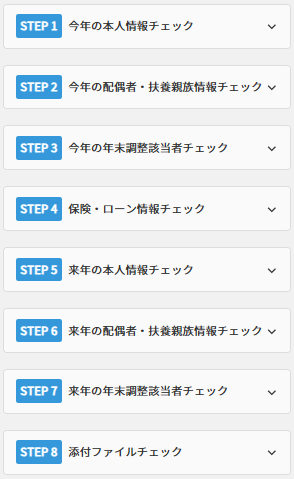 STEP 1 今年の本人情報チェック
STEP 2 今年の配偶者・扶養親族情報チェック
STEP 3 今年の年末調整該当者チェック
STEP 4 保険・ローン情報チェック
STEP 5 来年の本人情報チェック
STEP 6 来年の配偶者・扶養親族情報チェック
STEP 7 来年の年末調整該当者チェック
STEP 8 添付ファイルチェック